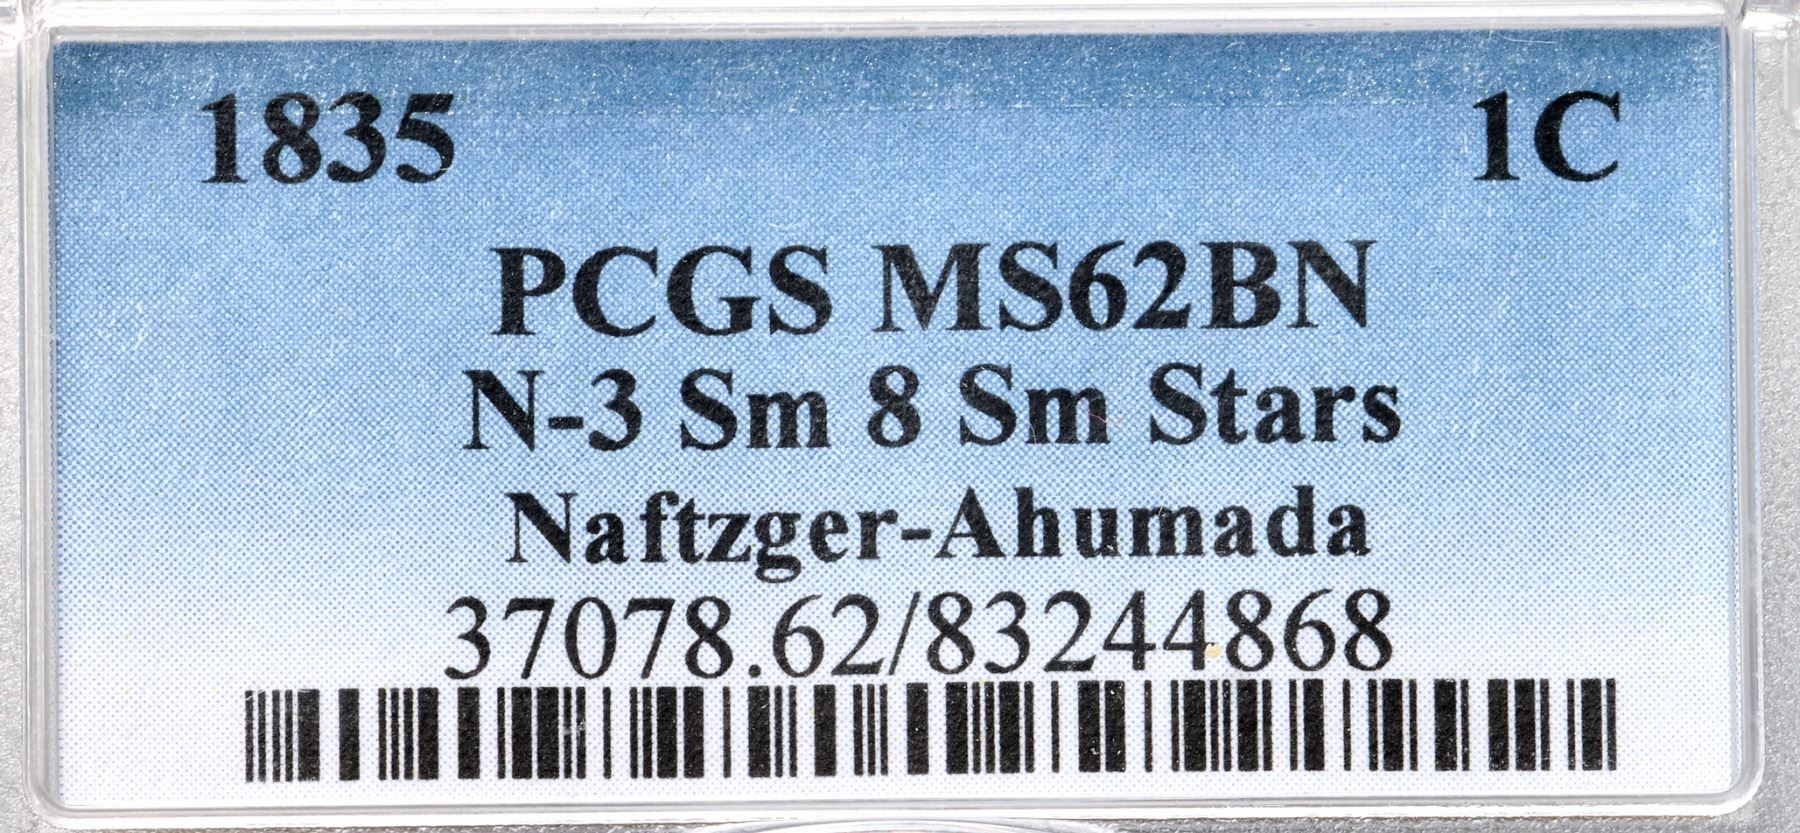 1835 1C
PCGS MS62BN
N-3 Sm 8 Sm Stars
Naftzger-Ahumada
37078.62/83244868